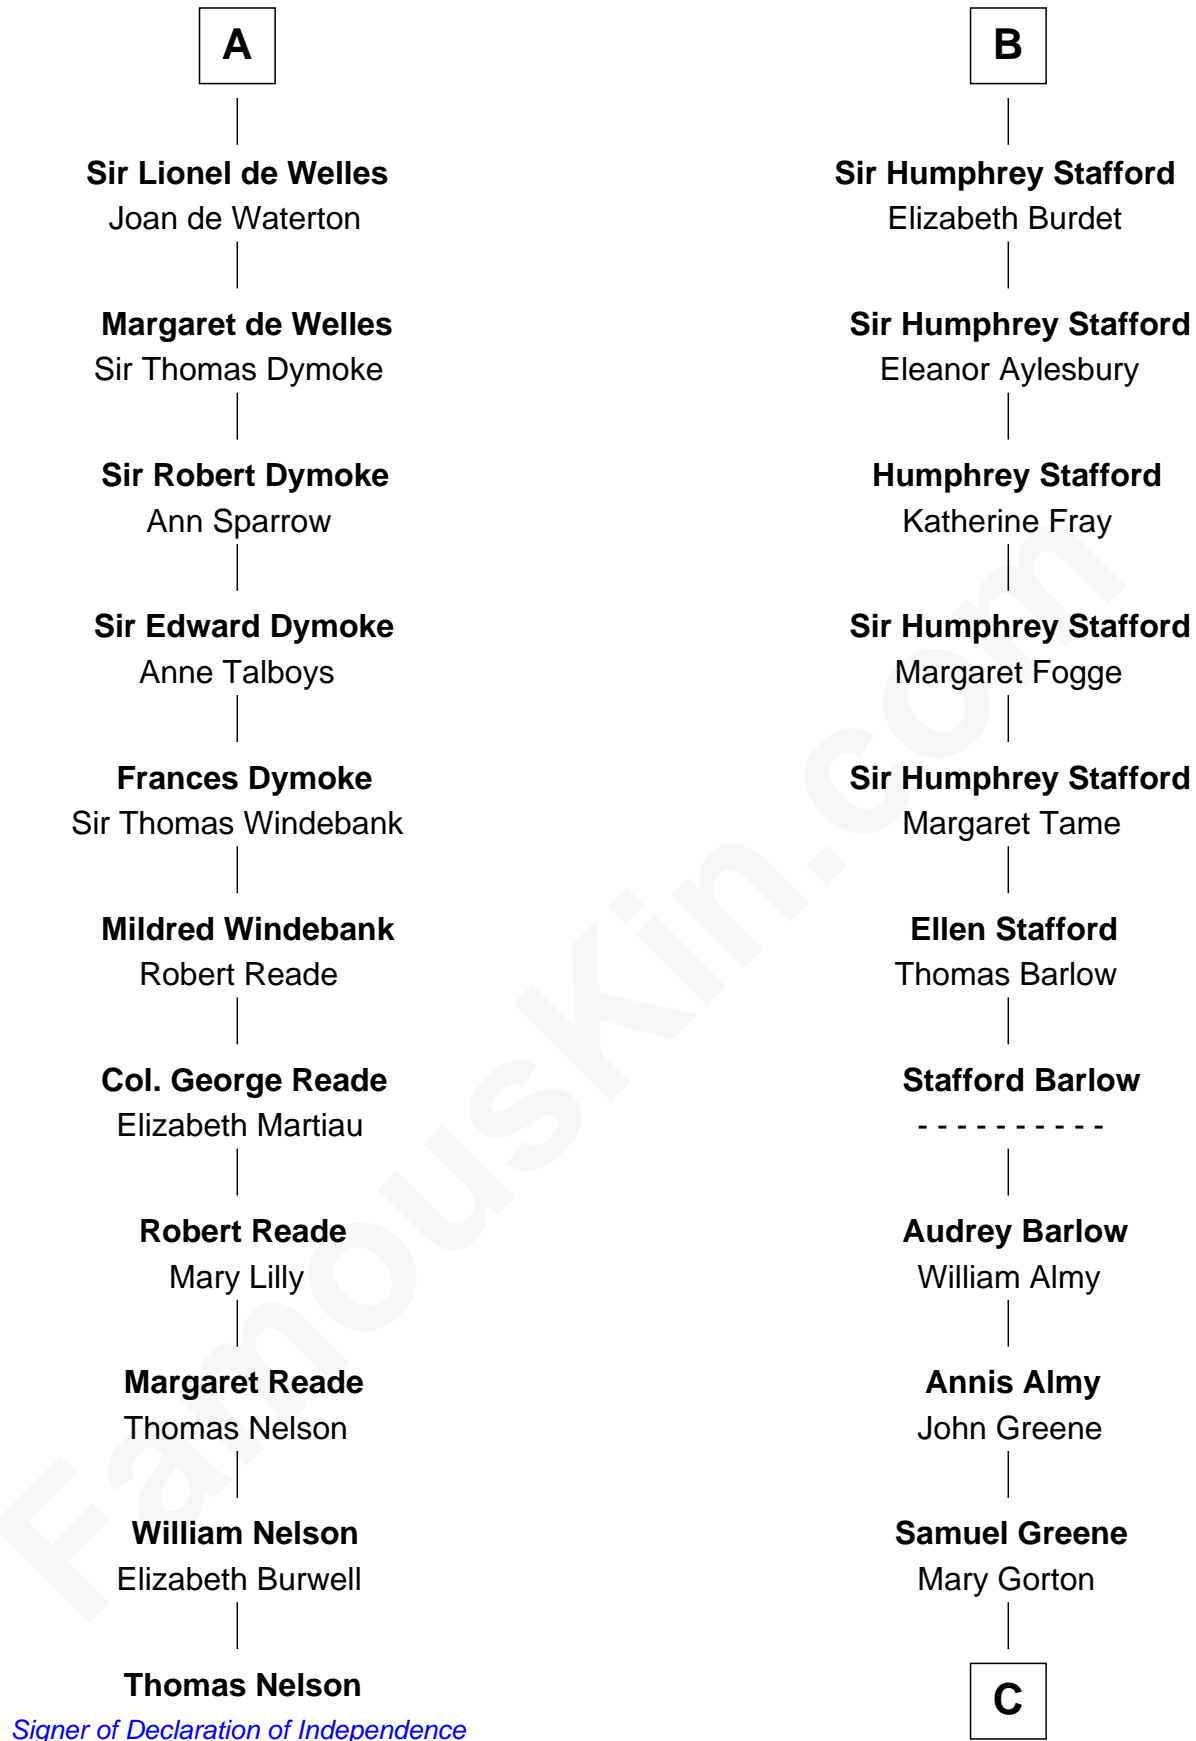 A
Sir Lionel de Welles
Joan de Waterton
Margaret de Welles
Sir Thomas Dymoke
Sir Robert Dymoke
Ann Sparrow
Sir Edward Dymoke
Anne Talboys
Frances Dymoke
Sir Thomas Windebank
Mildred Windebank
Robert Reade
Col. George Reade
Elizabeth Martiau
Robert Reade
Mary Lilly
Margaret Reade
Thomas Nelson
William Nelson
Elizabeth Burwell
Thomas Nelson
Signer of Declaration of Independence
B
Sir Humphrey Stafford
Elizabeth Burdet
Sir Humphrey Stafford
Eleanor Aylesbury
Humphrey Stafford
Katherine Fray
Sir Humphrey Stafford
Margaret Fogge
Sir Humphrey Stafford
Margaret Tame
Ellen Stafford
Thomas Barlow
Stafford Barlow
- - - - - - - - - -
Audrey Barlow
William Almy
Annis Almy
John Greene
Samuel Greene
Mary Gorton
C
FamousKin.com